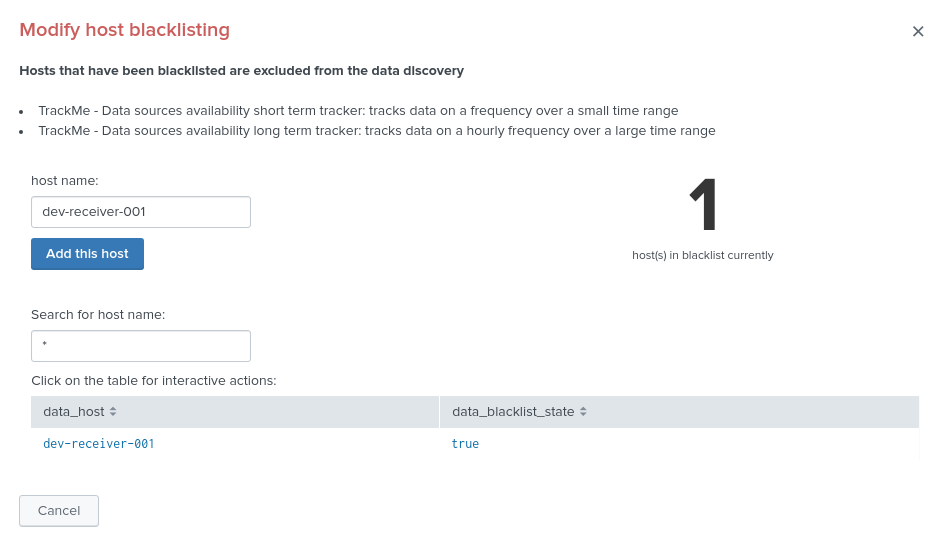 Modify host blacklisting
×
Hosts that have been blacklisted are excluded from the data discovery
• TrackMe - Data sources availability short term tracker: tracks data on a frequency over a small time range
• TrackMe - Data sources availability long term tracker: tracks data on a hourly frequency over a large time range
host name:
dev-receiver-001
Add this host
1
host(s) in blacklist currently
Search for host name:
*
Click on the table for interactive actions:
data_host data_blacklist_state
dev-receiver-001 true
Cancel